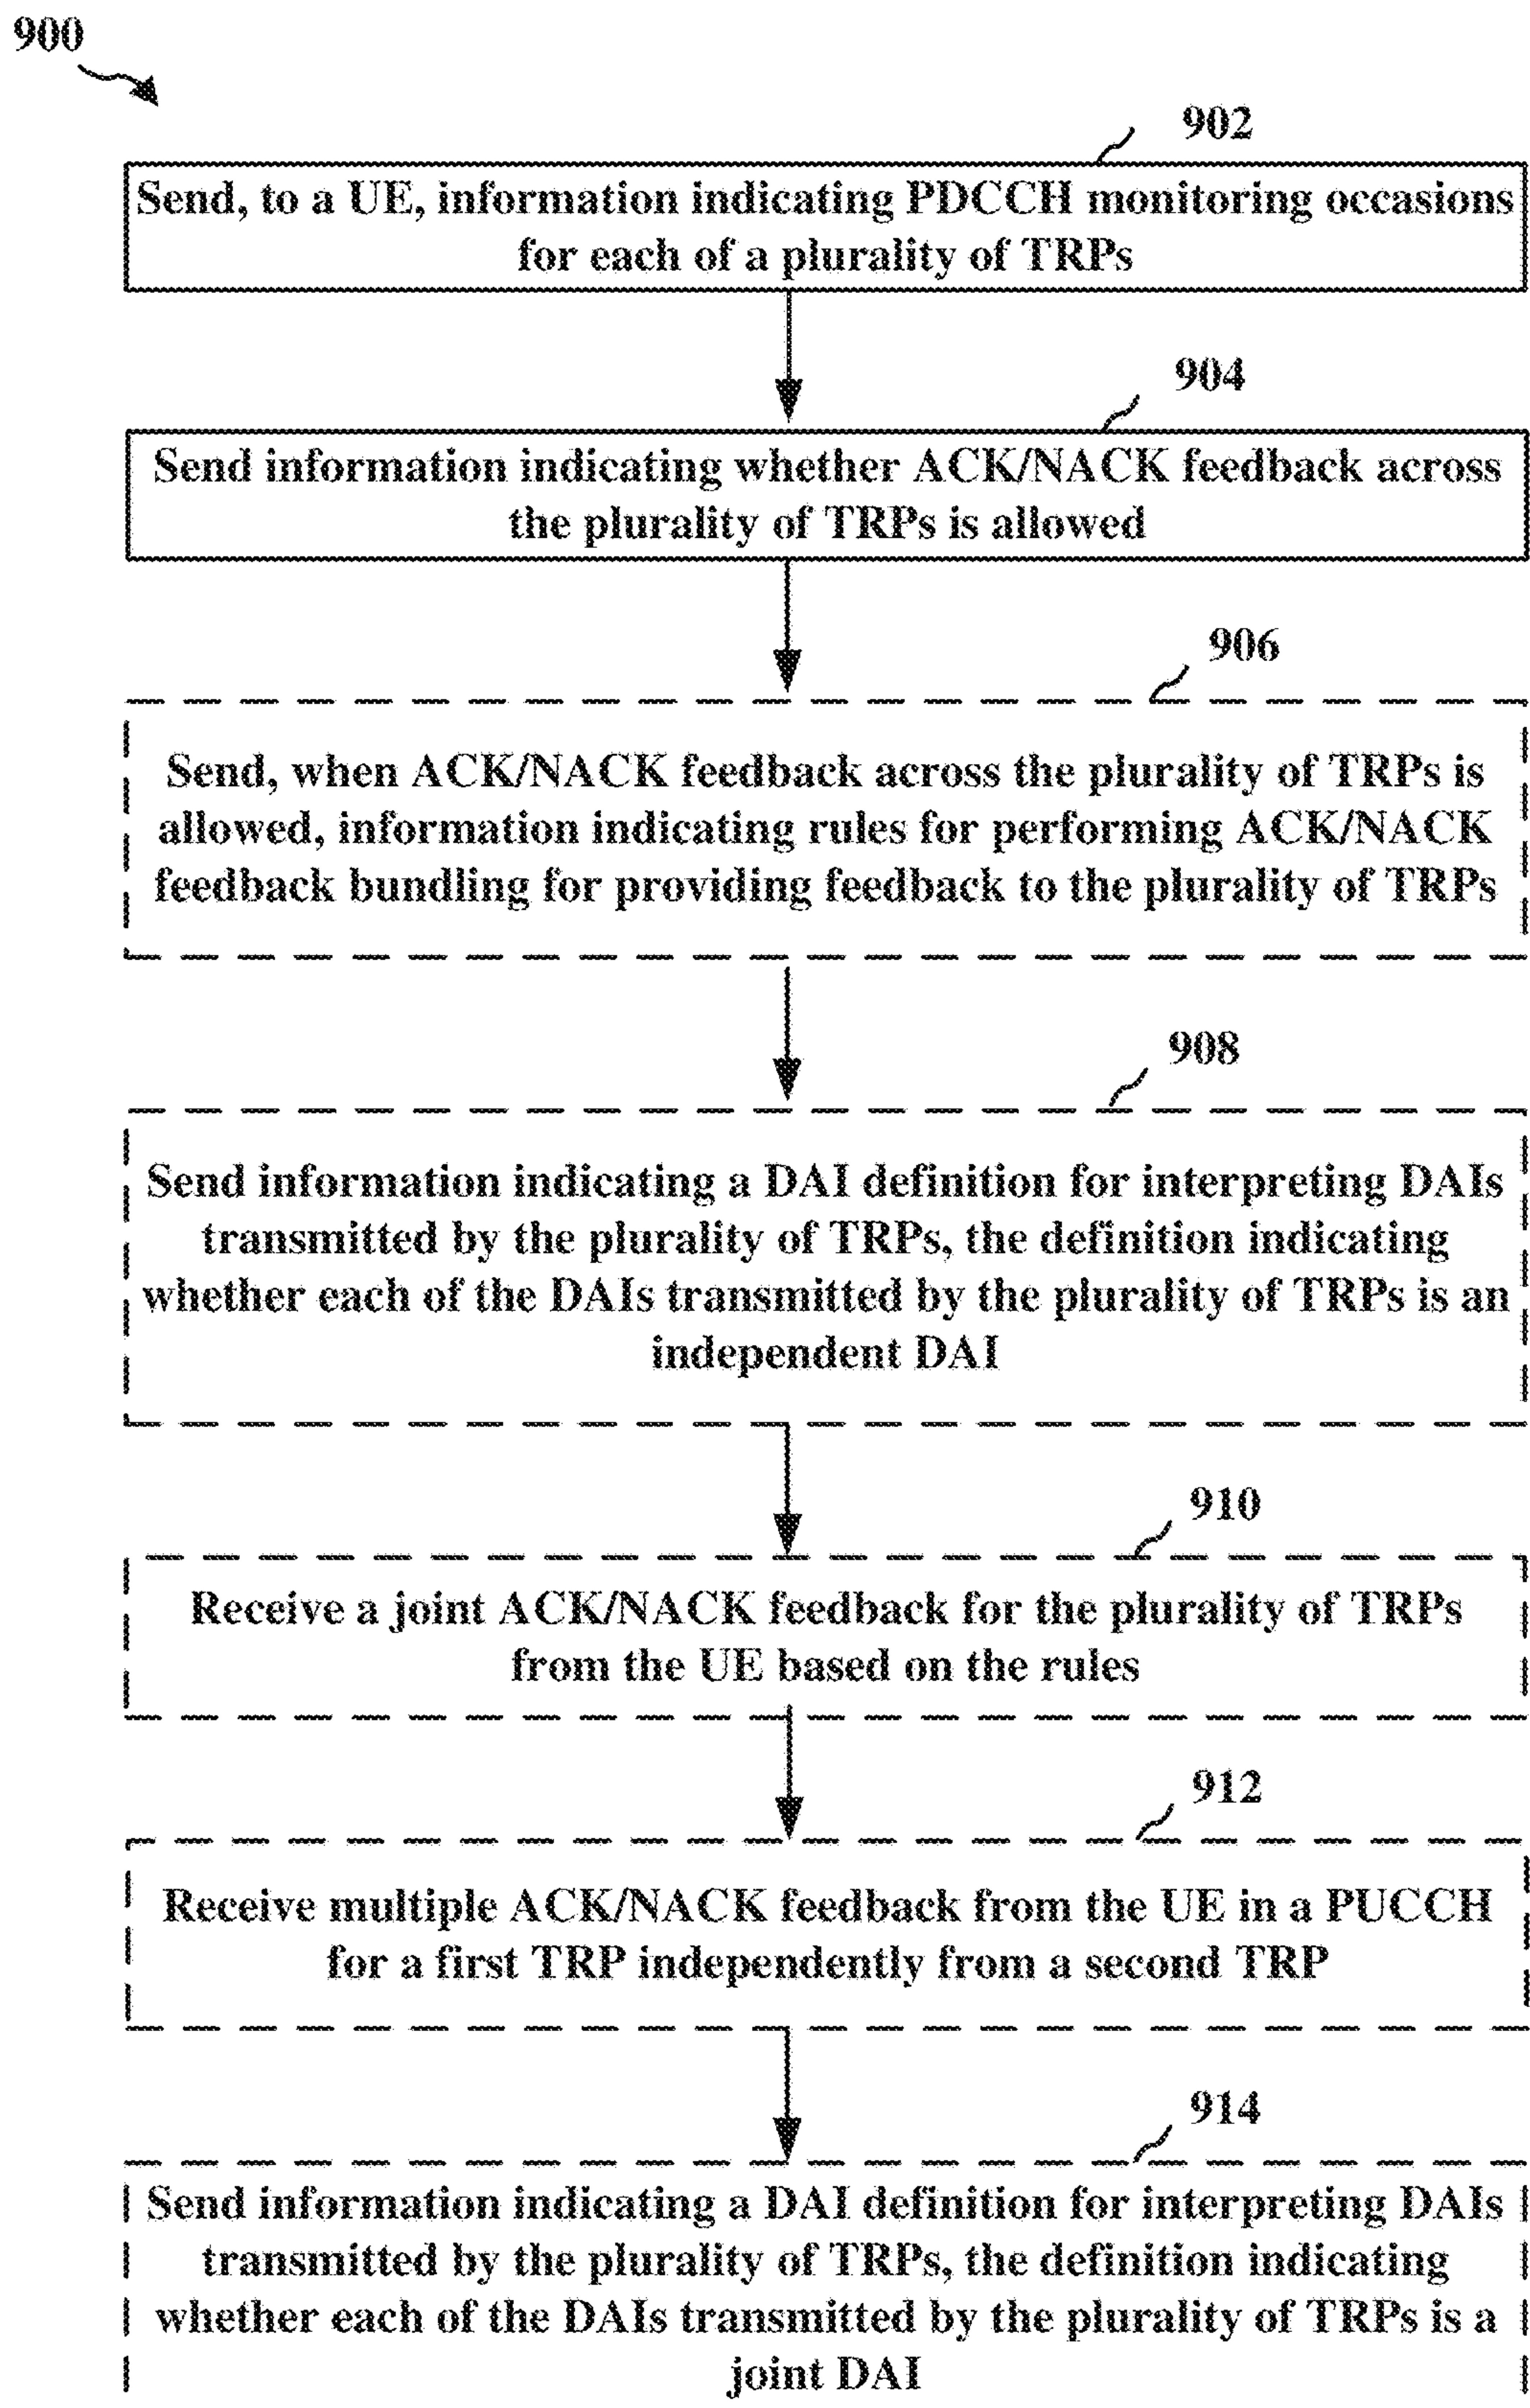 900
902
Send, to a UE, information indicating PDCCH monitoring occasions
for each of a plurality of TRPs
904
Send information indicating whether ACK/NACK feedback across
the plurality of TRPs is allowed
906
Send, when ACK/NACK feedback across the plurality of TRPs is
allowed, information indicating rules for performing ACK/NACK
feedback bundling for providing feedback to the plurality of TRPs
908
Send information indicating a DAI definition for interpreting DAIs
transmitted by the plurality of TRPs, the definition indicating
whether each of the DAIs transmitted by the plurality of TRPs is an
independent DAI
910
Receive a joint ACK/NACK feedback for the plurality of TRPs
from the UE based on the rules
912
Receive multiple ACK/NACK feedback from the UE in a PUCCH
for a first TRP independently from a second TRP
914
Send information indicating a DAI definition for interpreting DAIs
transmitted by the plurality of TRPs, the definition indicating
whether each of the DAIs transmitted by the plurality of TRPs is a
joint DAI